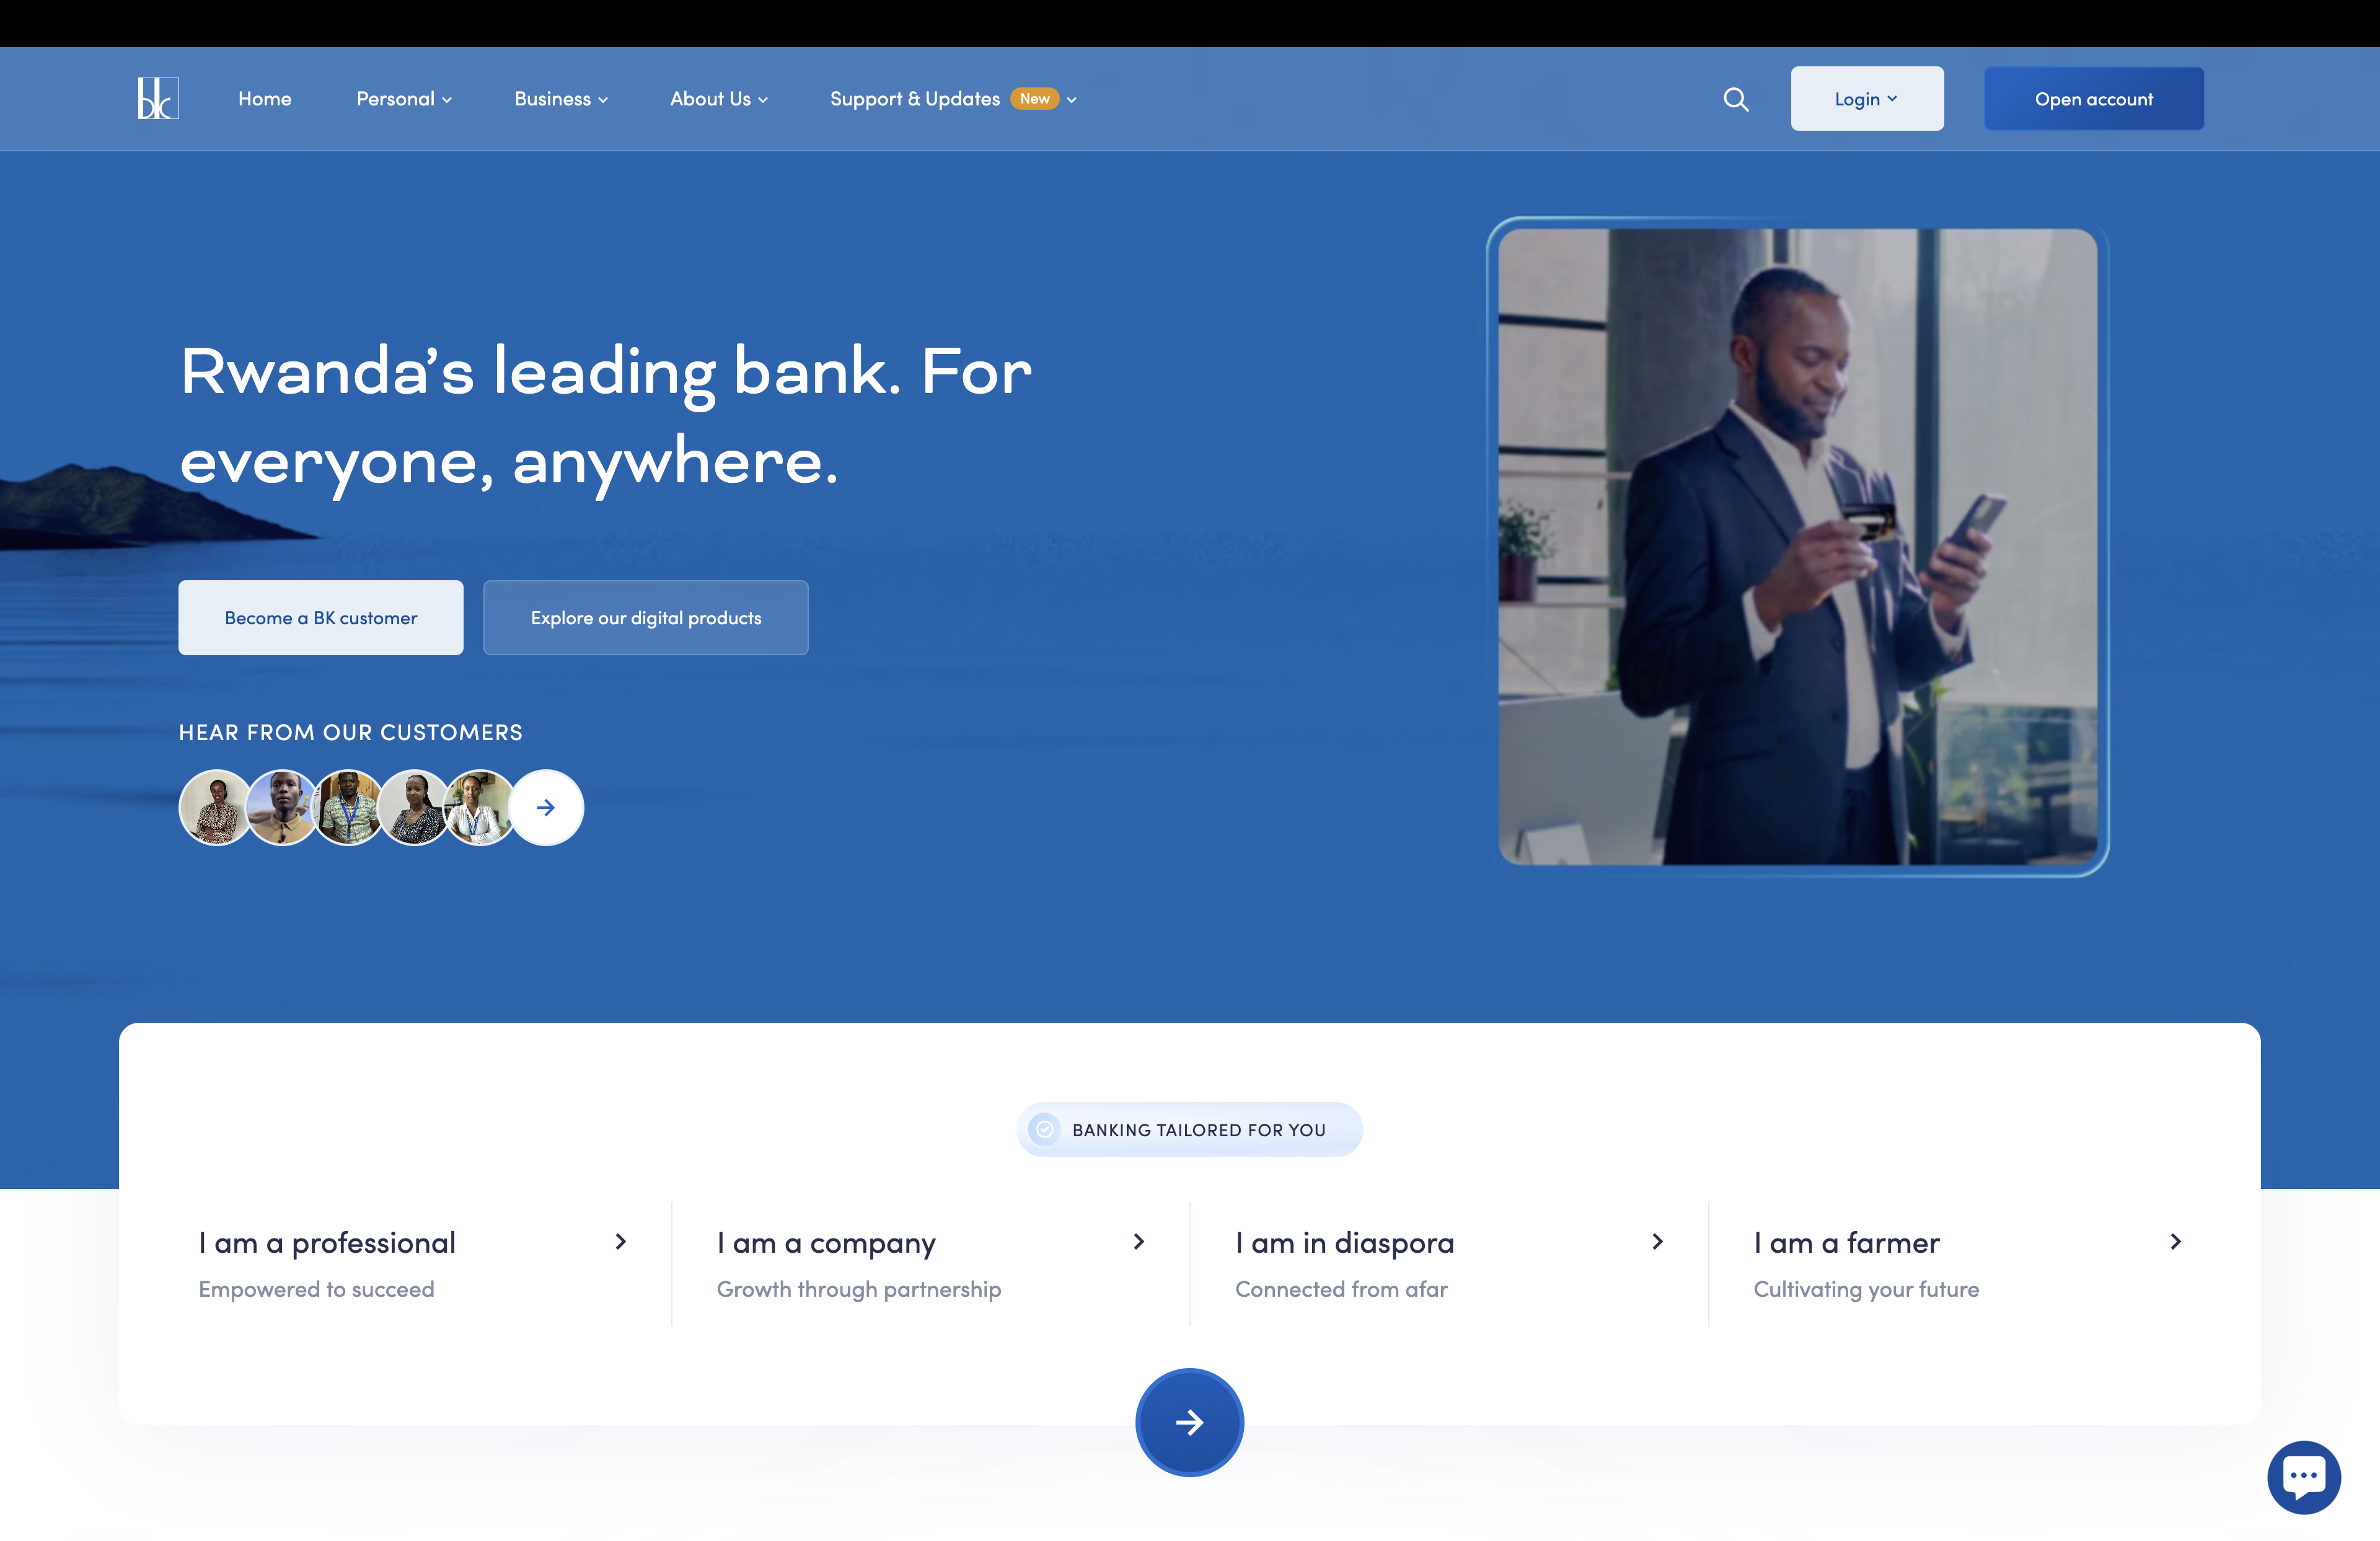 bk
Home
Personal
Business
About Us
Support & Updates New
Login
Open account
Rwanda’s leading bank. For
everyone, anywhere.
Become a BK customer
Explore our digital products
HEAR FROM OUR CUSTOMERS
BANKING TAILORED FOR YOU
I am a professional
Empowered to succeed
I am a company
Growth through partnership
I am in diaspora
Connected from afar
I am a farmer
Cultivating your future